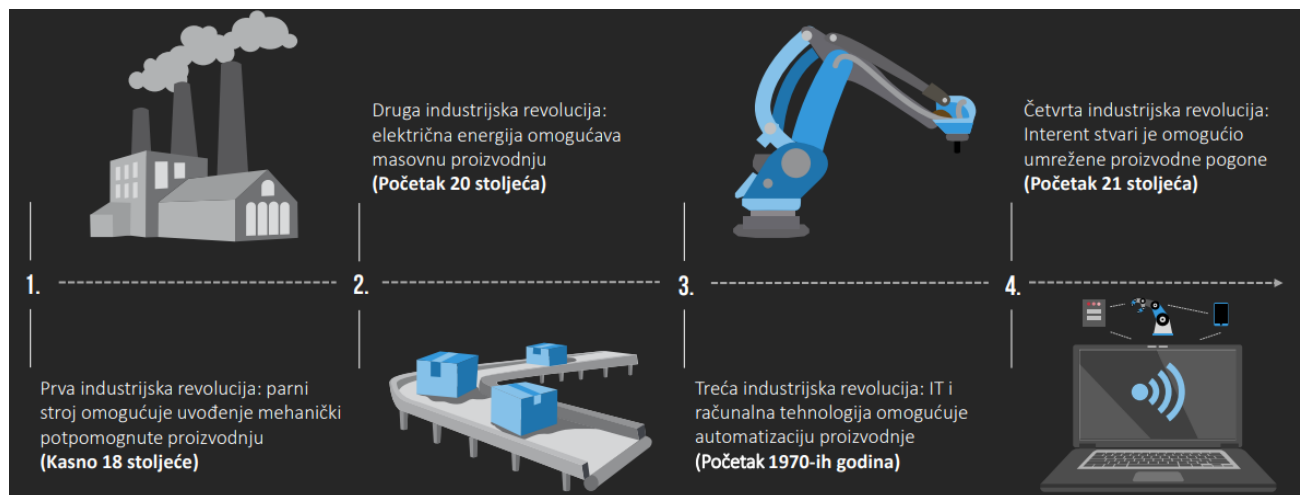 1.
Prva industrijska revolucija: parni
stroj omogućuje uvođenje mehanički
potpomognute proizvodnju
(Kasno 18 stoljeće)
2.
Druga industrijska revolucija:
električna energija omogućava
masovnu proizvodnju
(Početak 20 stoljeća)
3.
Treća industrijska revolucija: IT i
računalna tehnologija omogućuje
automatizaciju proizvodnje
(Početak 1970-ih godina)
4.
Četvrta industrijska revolucija:
Interent stvari je omogućio
umrežene proizvodne pogone
(Početak 21 stoljeća)